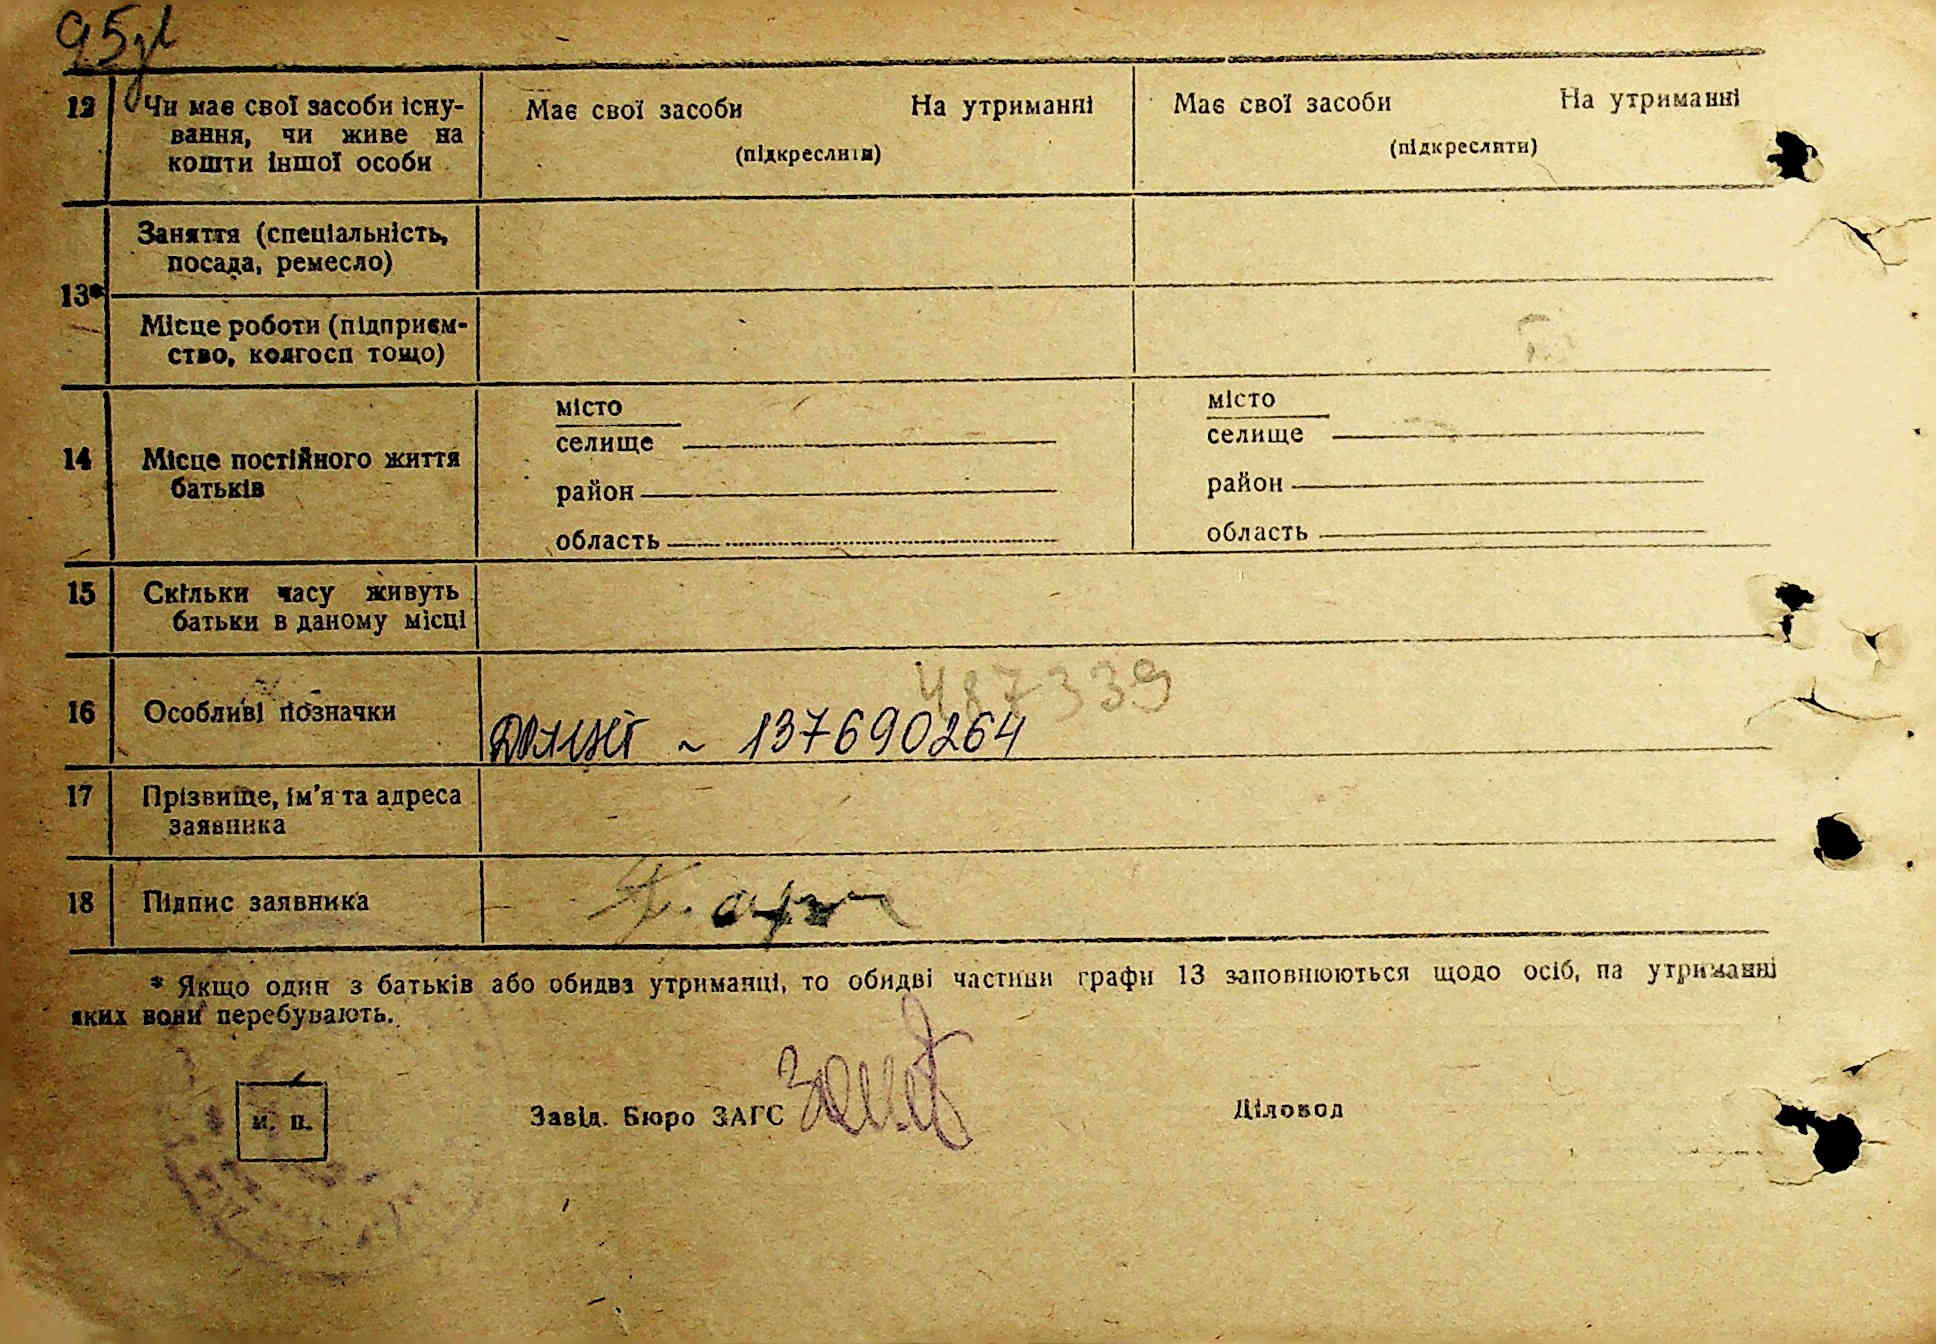 12 Чи має свої засоби існу-
вання, чи живе на
кошти іншої особи
Має свої засоби На утриманні
(підкреслити)
Має свої засоби На утриманні
(підкреслити)
13*
Заняття (спеціальність,
посада, ремесло)
Місце роботи (підприєм-
ство, колгосп тощо)
14 Місце постійного життя
батьків
місто
селище
район
область
місто
селище
район
область
15 Скільки часу живуть
батьки в даному місці
487339
16 Особливі позначки
137690264
17 Прізвище, ім'я та адреса
заявника
18 Підпис заявника
* Якщо один з батьків або обидва утриманці, то обидві частини графи 13 заповнюються щодо осіб, на утриманні
яких вони перебувають.
м. п.
Завід. Бюро ЗАГС
Діловод